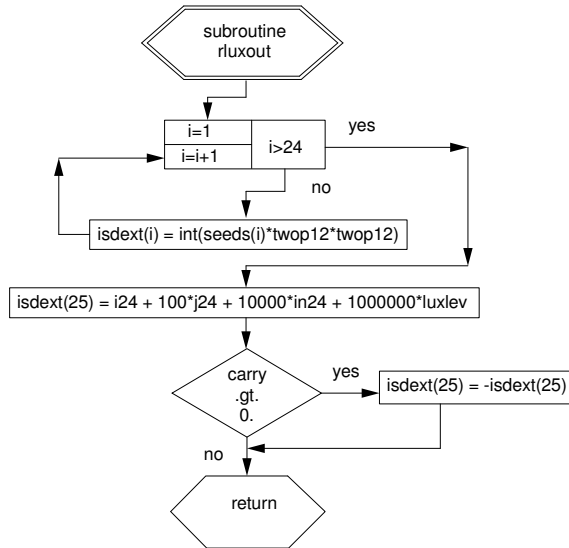 subroutine
rluxout
i=1
i=i+1
i>24
yes
no
isdext(i) = int(seeds(i)*twop12*twop12)
isdext(25) = i24 + 100*j24 + 10000*in24 + 1000000*luxlev
carry
.gt.
0.
yes
isdext(25) = -isdext(25)
no
return